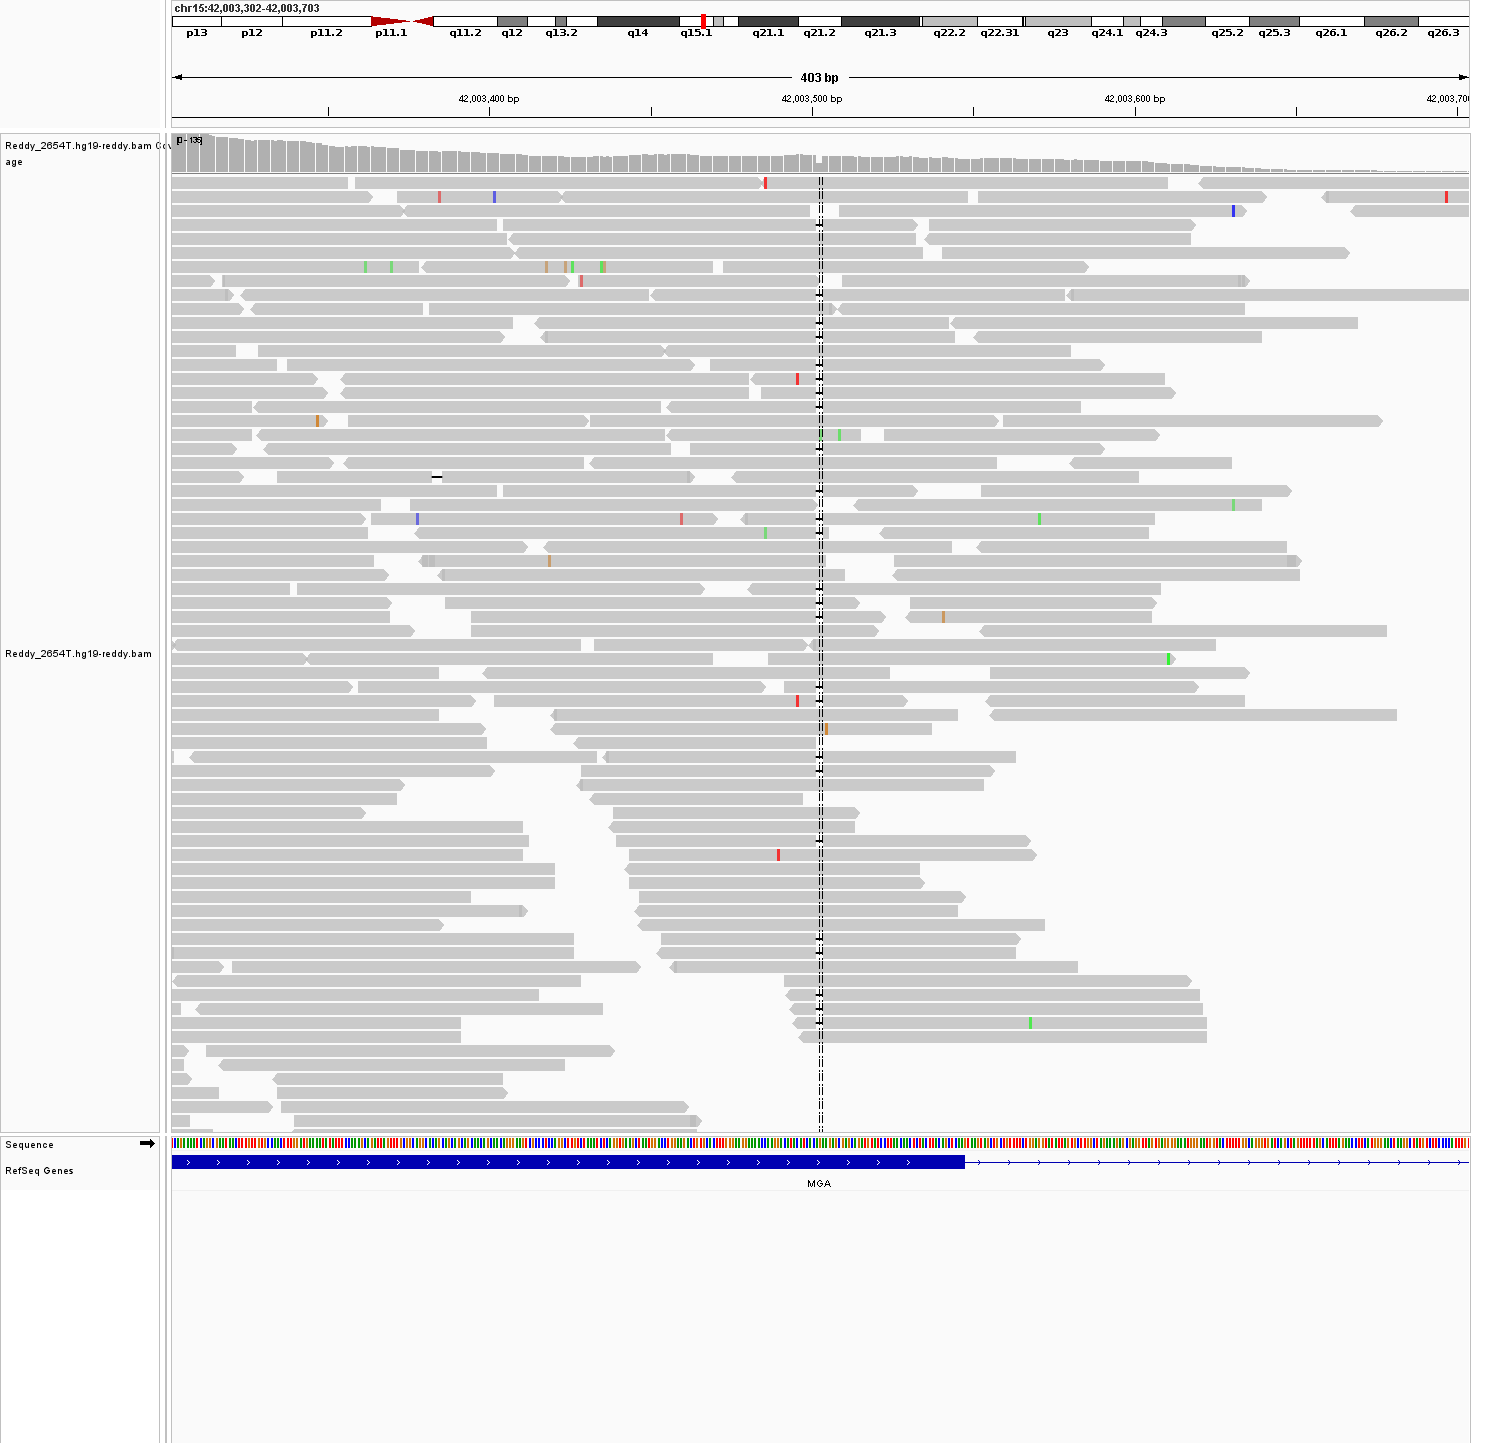 chr15:42,003,302-42,003,703
p13 p12 p11.2 p11.1 q11.2 q12 q13.2 q14 q15.1 q21.1 q21.2 q21.3 q22.2 q22.31 q23 q24.1 q24.3 q25.2 q25.3 q26.1 q26.2 q26.3
403 bp
42,003,400 bp 42,003,500 bp 42,003,600 bp 42,003,700
Reddy_2654T.hg19-reddy.bam Cov
age
[0 - 135]
Reddy_2654T.hg19-reddy.bam
Sequence
RefSeq Genes
MGA